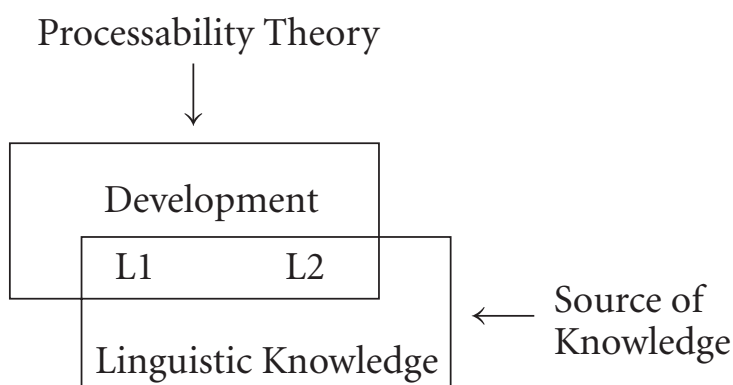 Processability Theory
Development
L1 L2
Source of
Knowledge
Linguistic Knowledge